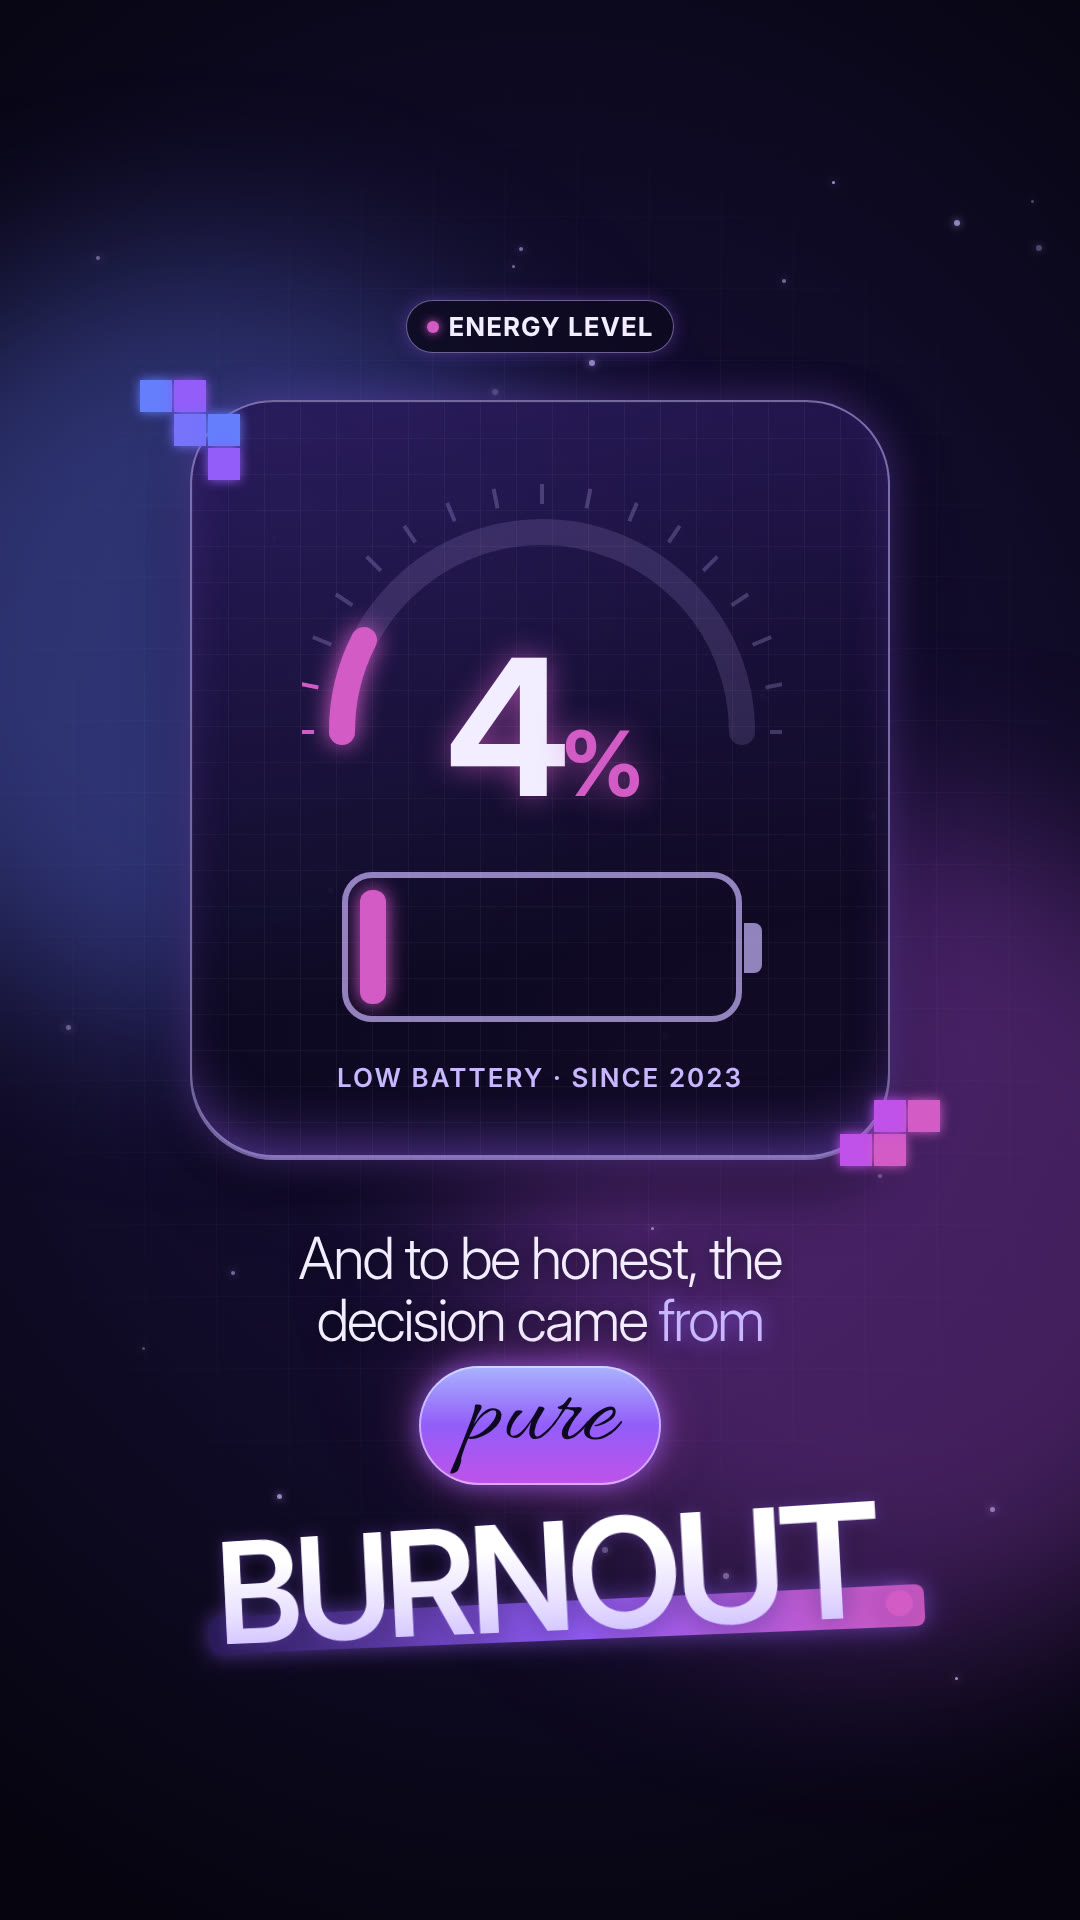 ENERGY LEVEL
4%
LOW BATTERY · SINCE 2023
And to be honest, the
decision came from
pure
BURNOUT